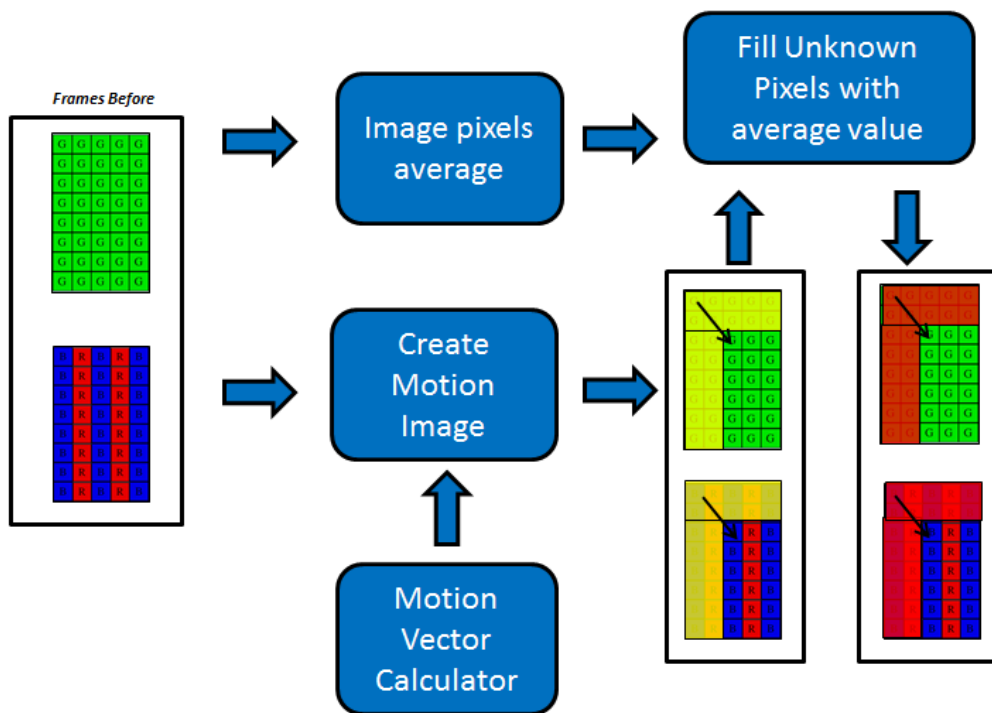 Frames Before
Image pixels
average
Fill Unknown
Pixels with
average value
G G G G G
G G G G G
G G G G G
G G G G G
G G G G G
G G G G G
G G G G G
G G G G G
B R B R B
B R B R B
B R B R B
B R B R B
B R B R B
B R B R B
B R B R B
B R B R B
Create
Motion
Image
Motion
Vector
Calculator
G G G G G
G G G G G
G G G G G
G G G G G
G G G G G
G G G G G
G G G G G
G G G G G
R
B R B
B R B
B R B
B R B
B R B
G G G G G
G G G G G
G G G G G
G G G G G
G G G G G
G G G G G
G G G G G
G G G G G
R B
B R B
B R B
B R B
B R B
B R B